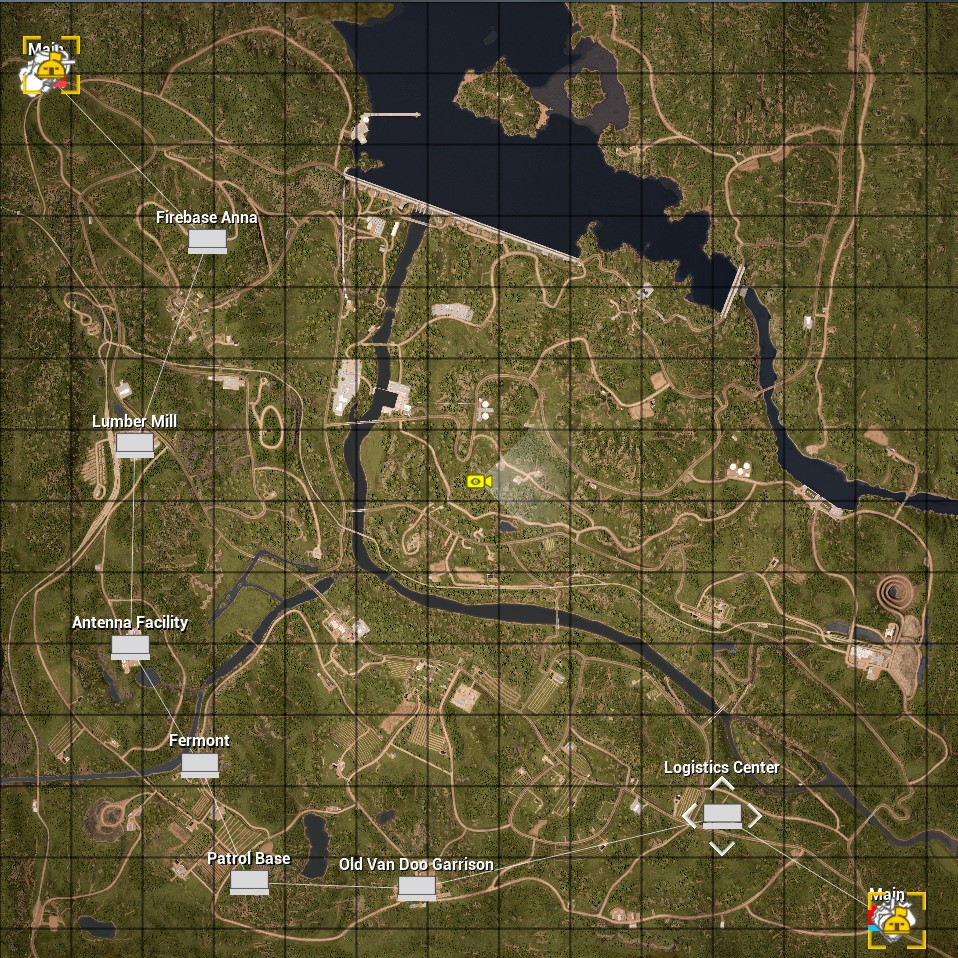 Main
Firebase Anna
Lumber Mill
Antenna Facility
Fermont
Logistics Center
Patrol Base
Old Van Doo Garrison
Main